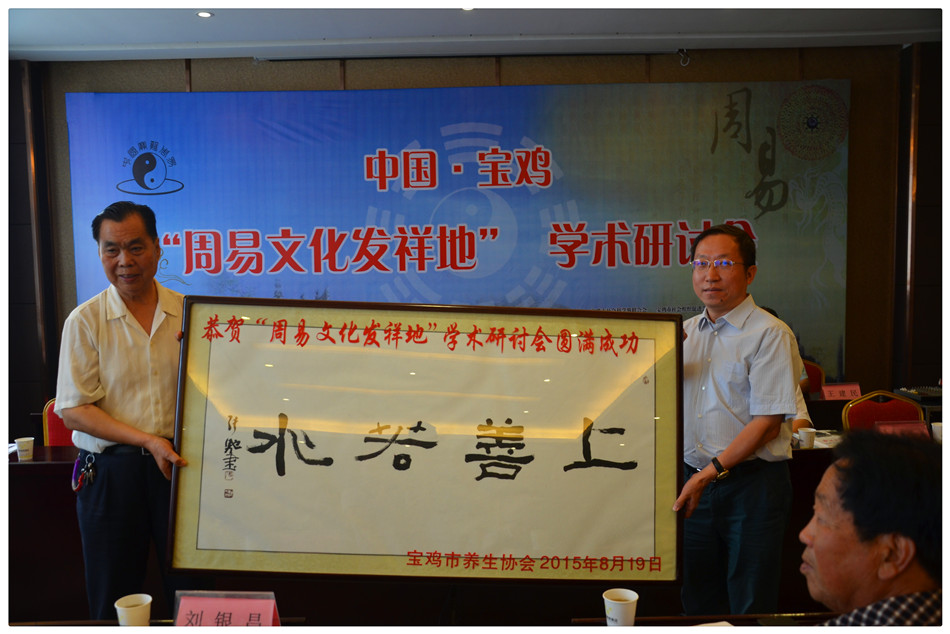 周易
中国·宝鸡
“周易文化发祥地” 学术研讨会
恭贺“周易文化发祥地”学术研讨会圆满成功
上善若水
宝鸡市养生协会 2015年8月19日
王建民
刘银昌